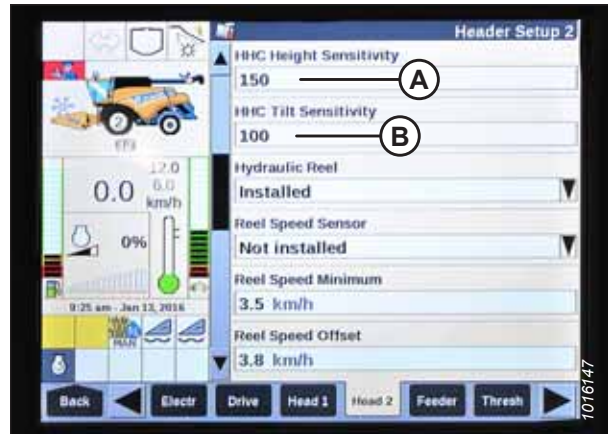 Header Setup 2
HHC Height Sensitivity
150
A
HHC Tilt Sensitivity
100
B
Hydraulic Reel
Installed
Reel Speed Sensor
Not installed
Reel Speed Minimum
3.5 km/h
Reel Speed Offset
3.8 km/h
2
12.0
0.0
6.0
km/h
0%
9:25 am - Jan 13, 2016
MAN
Back
Electr
Drive
Head 1
Head 2
Feeder
Thresh
1016147